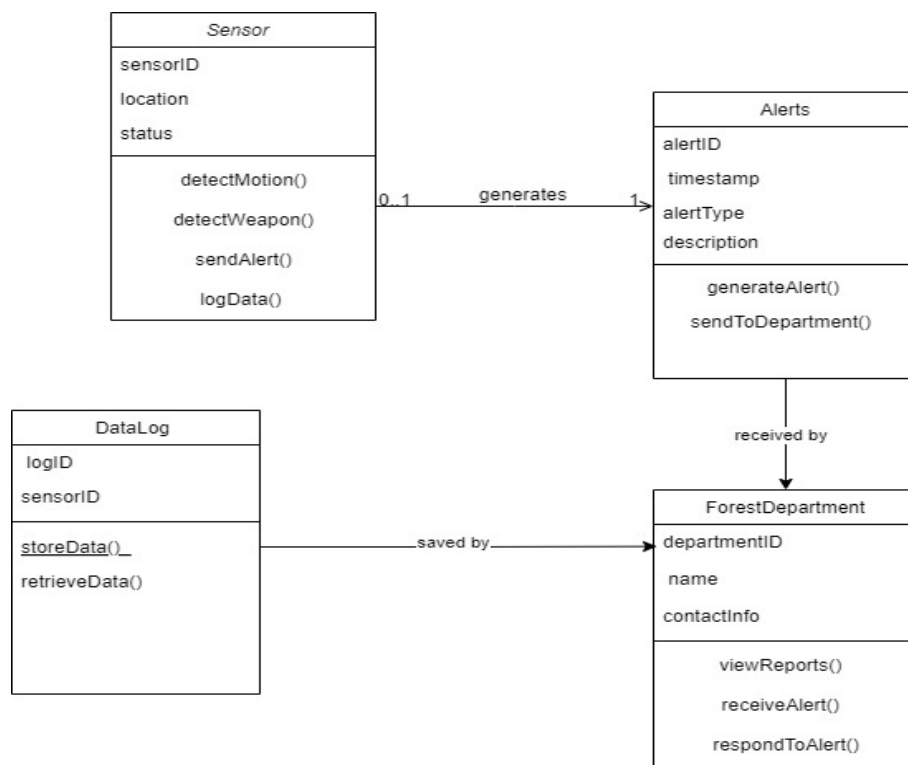 Sensor
sensorID
location
status
detectMotion()
detectWeapon()
sendAlert()
logData()
0..1
generates
1
Alerts
alertID
timestamp
alertType
description
generateAlert()
sendToDepartment()
received by
DataLog
logID
sensorID
storeData()_
retrieveData()
saved by
ForestDepartment
departmentID
name
contactInfo
viewReports()
receiveAlert()
respondToAlert()